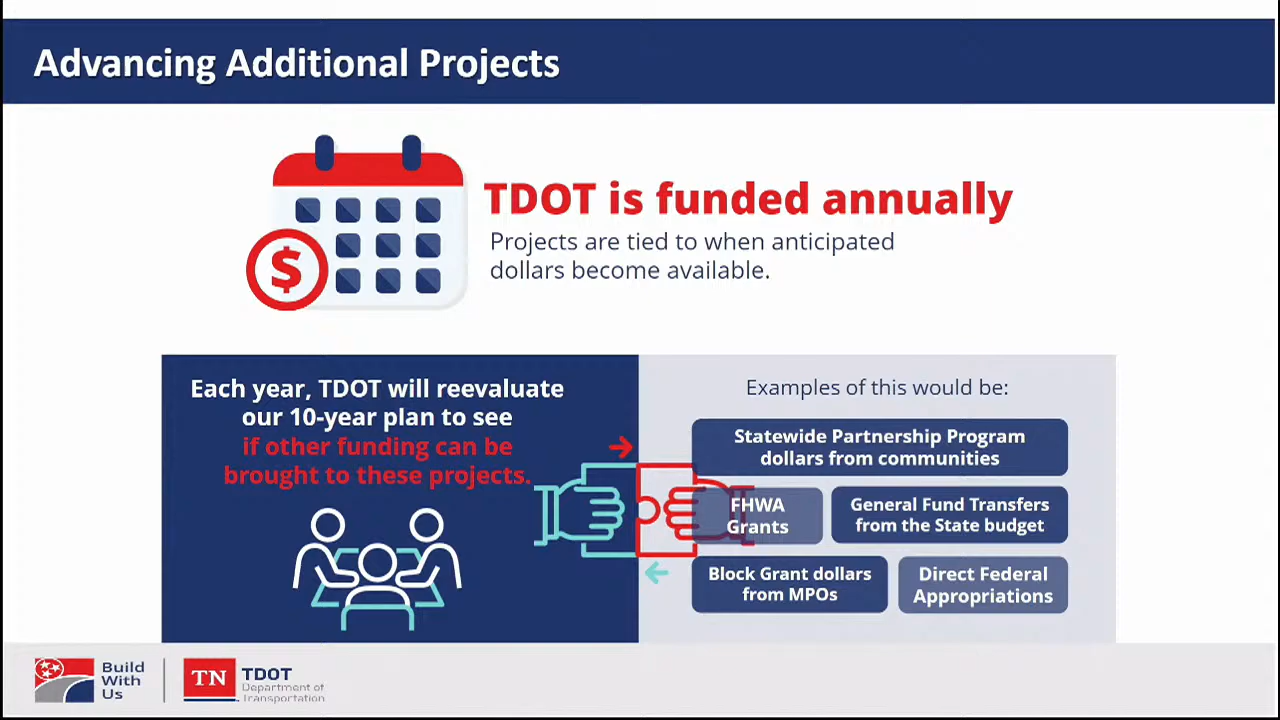 Advancing Additional Projects
TDOT is funded annually
Projects are tied to when anticipated
dollars become available.
$
Each year, TDOT will reevaluate
our 10-year plan to see
if other funding can be
brought to these projects.
Examples of this would be:
Statewide Partnership Program
dollars from communities
FHWA
Grants
General Fund Transfers
from the State budget
Block Grant dollars
from MPOs
Direct Federal
Appropriations
Build
With
Us
TN
TDOT
Department of
Transportation